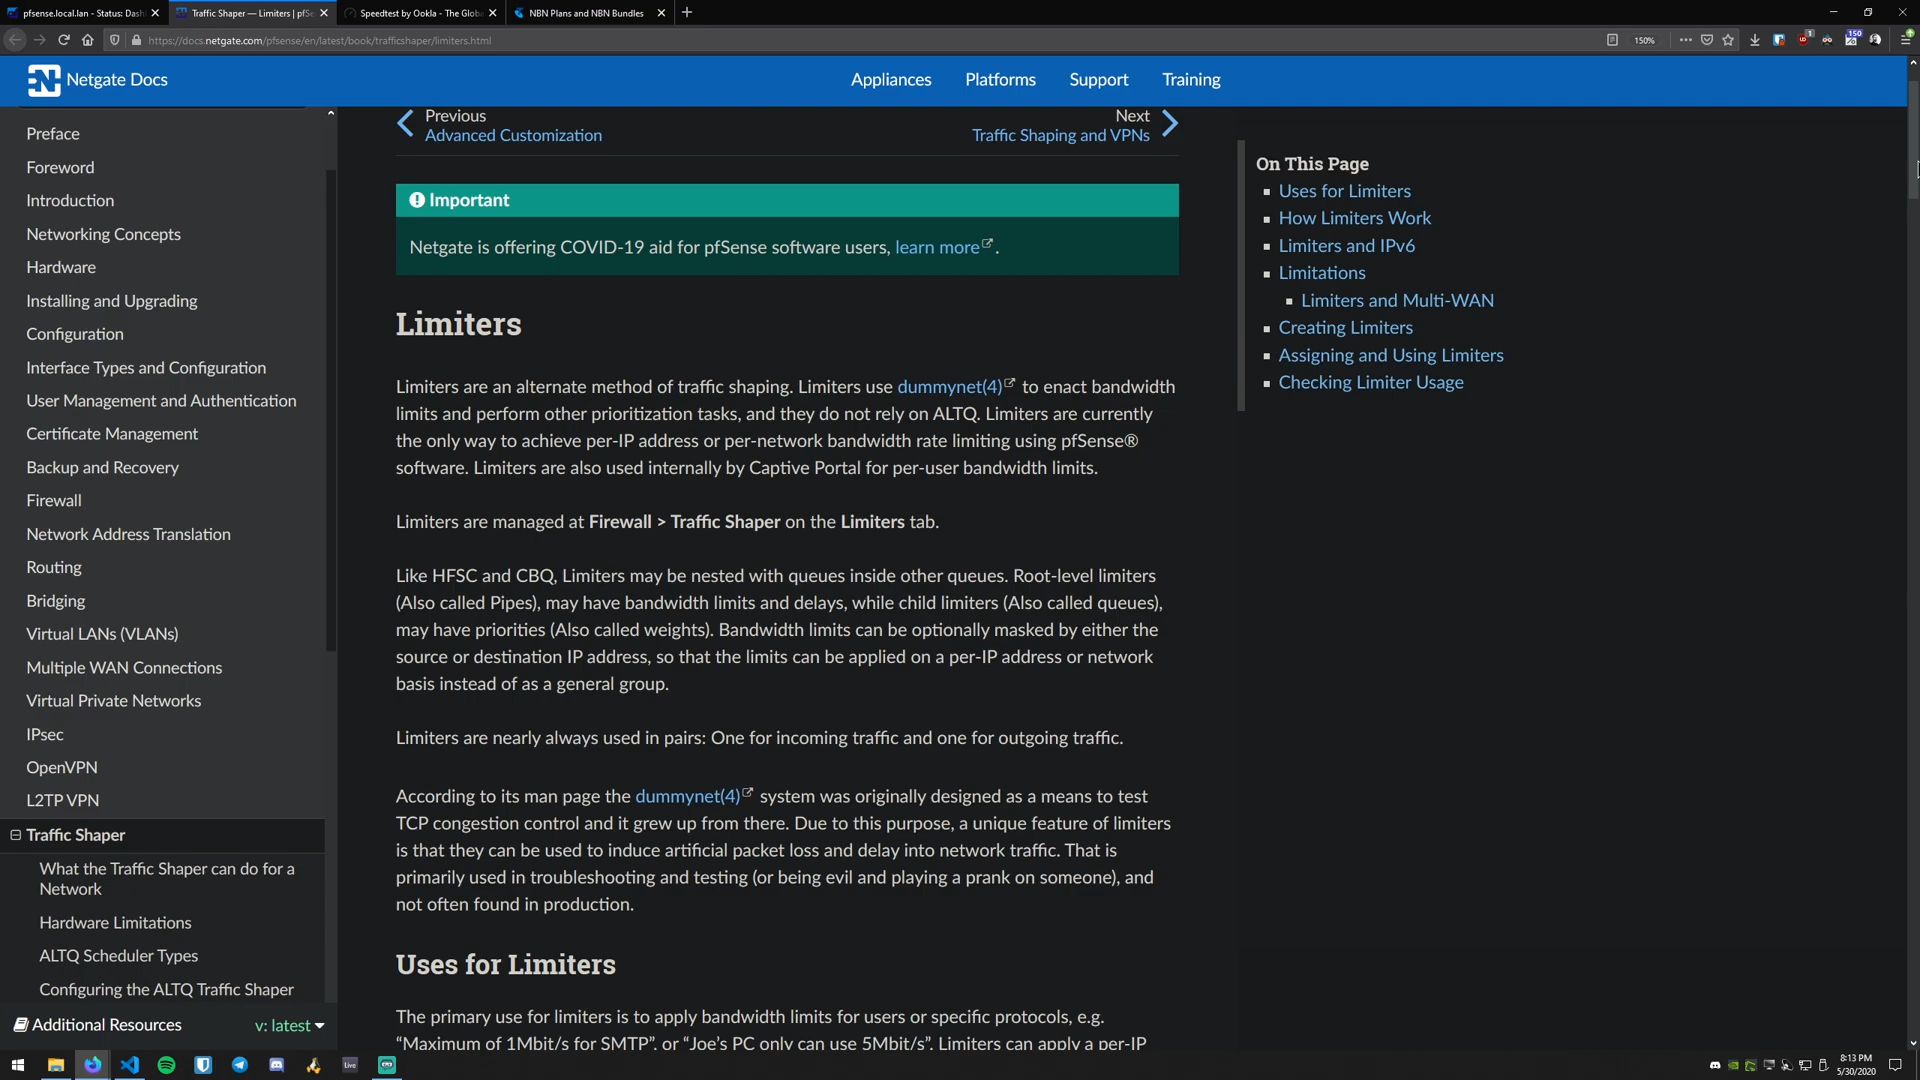 pfsense.local.lan - Status: Dash
Traffic Shaper — Limiters | pfSe
Speedtest by Ookla - The Globa
NBN Plans and NBN Bundles
https://docs.netgate.com/pfsense/en/latest/book/trafficshaper/limiters.html
150%
1
150
Netgate Docs
Appliances
Platforms
Support
Training
Preface
Foreword
Introduction
Networking Concepts
Hardware
Installing and Upgrading
Configuration
Interface Types and Configuration
User Management and Authentication
Certificate Management
Backup and Recovery
Firewall
Network Address Translation
Routing
Bridging
Virtual LANs (VLANs)
Multiple WAN Connections
Virtual Private Networks
IPsec
OpenVPN
L2TP VPN
Traffic Shaper
What the Traffic Shaper can do for a
Network
Hardware Limitations
ALTQ Scheduler Types
Configuring the ALTQ Traffic Shaper
Additional Resources
v: latest
Previous
Advanced Customization
Next
Traffic Shaping and VPNs
Important
Netgate is offering COVID-19 aid for pfSense software users, learn more.
Limiters
Limiters are an alternate method of traffic shaping. Limiters use dummynet(4) to enact bandwidth
limits and perform other prioritization tasks, and they do not rely on ALTQ. Limiters are currently
the only way to achieve per-IP address or per-network bandwidth rate limiting using pfSense®
software. Limiters are also used internally by Captive Portal for per-user bandwidth limits.
Limiters are managed at Firewall > Traffic Shaper on the Limiters tab.
Like HFSC and CBQ, Limiters may be nested with queues inside other queues. Root-level limiters
(Also called Pipes), may have bandwidth limits and delays, while child limiters (Also called queues),
may have priorities (Also called weights). Bandwidth limits can be optionally masked by either the
source or destination IP address, so that the limits can be applied on a per-IP address or network
basis instead of as a general group.
Limiters are nearly always used in pairs: One for incoming traffic and one for outgoing traffic.
According to its man page the dummynet(4) system was originally designed as a means to test
TCP congestion control and it grew up from there. Due to this purpose, a unique feature of limiters
is that they can be used to induce artificial packet loss and delay into network traffic. That is
primarily used in troubleshooting and testing (or being evil and playing a prank on someone), and
not often found in production.
Uses for Limiters
The primary use for limiters is to apply bandwidth limits for users or specific protocols, e.g.
“Maximum of 1Mbit/s for SMTP”, or “Joe's PC only can use 5Mbit/s”. Limiters can apply a per-IP
On This Page
Uses for Limiters
How Limiters Work
Limiters and IPv6
Limitations
Limiters and Multi-WAN
Creating Limiters
Assigning and Using Limiters
Checking Limiter Usage
Live
8:13 PM
5/30/2020